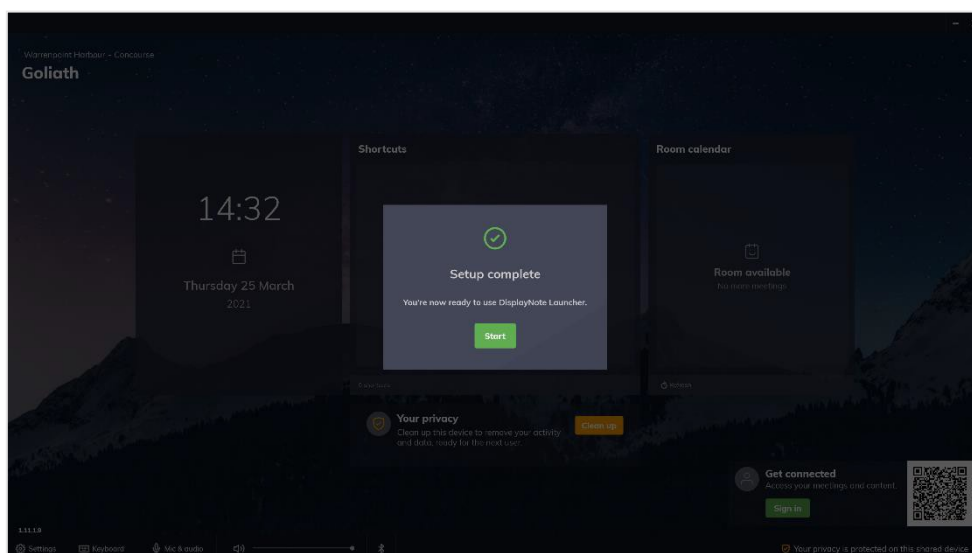 Warrenpoint Harbour - Concourse
Goliath
14:32
Thursday 25 March
2021
Shortcuts
Room calendar
Room available
No more meetings
Refresh
Setup complete
You're now ready to use DisplayNote Launcher.
Start
Your privacy
Clean up this device to remove your activity
and data, ready for the next user.
Clean up
Get connected
Access your meetings and content.
Sign in
1.11.1.0
Settings
Keyboard
Mic & audio
Your privacy is protected on this shared device